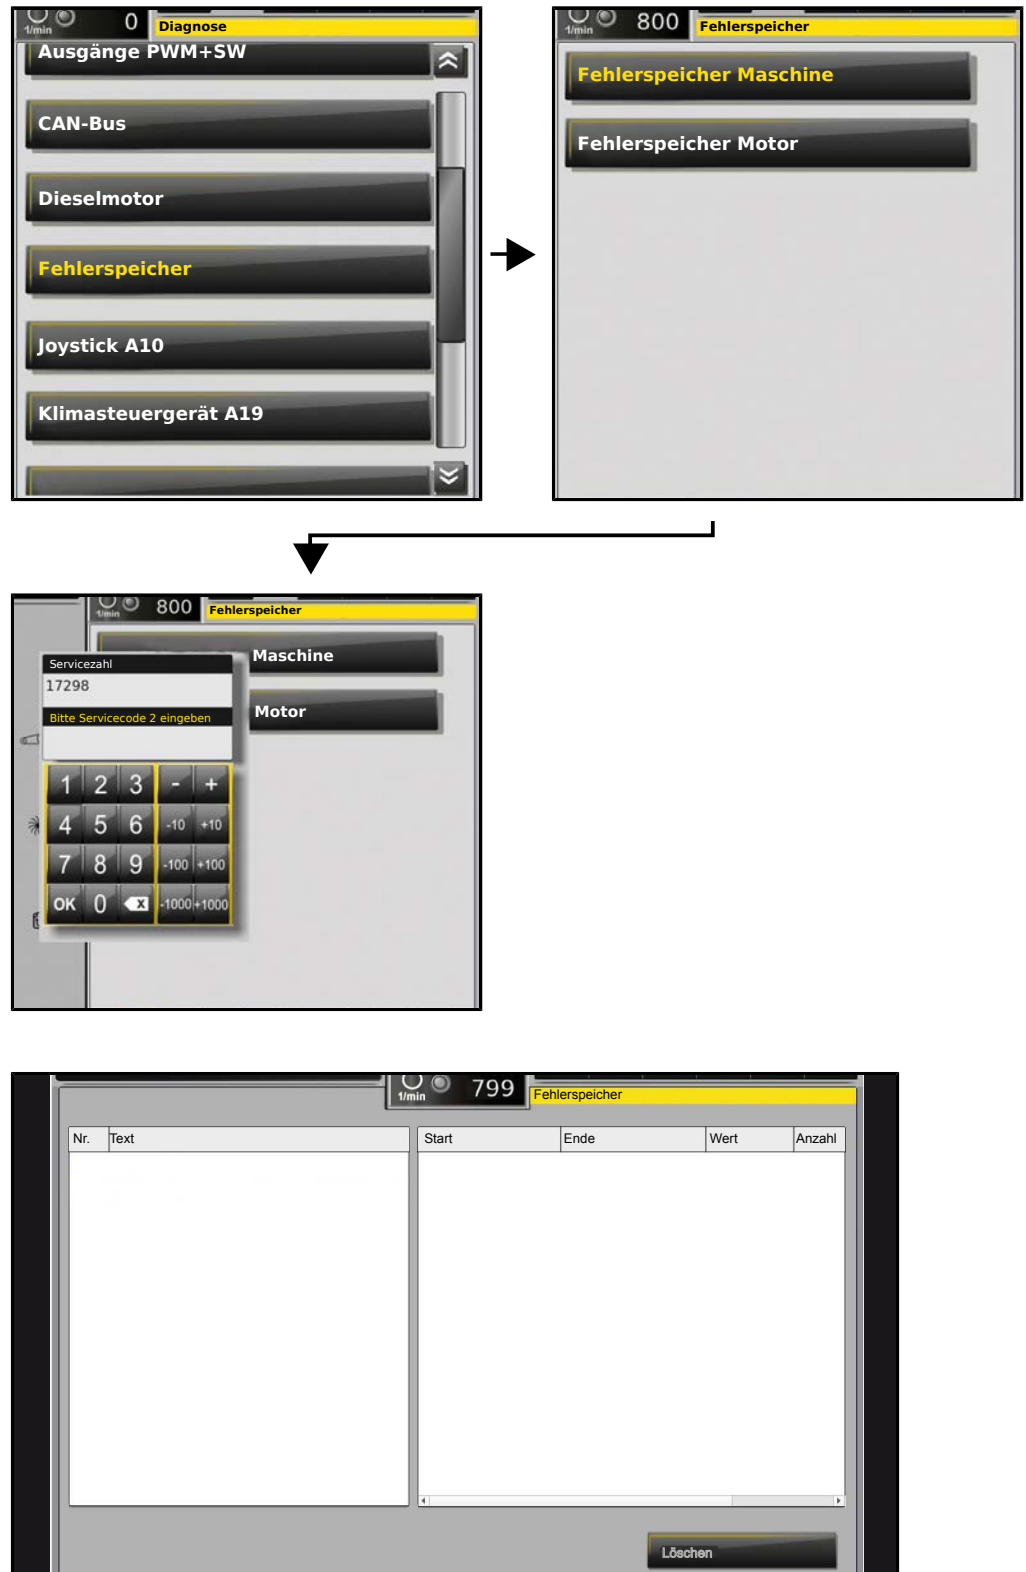 1/min
0
Diagnose
Ausgänge PWM+SW
CAN-Bus
Dieselmotor
Fehlerspeicher
Joystick A10
Klimasteuergerät A19
1/min
800
Fehlerspeicher
Fehlerspeicher Maschine
Fehlerspeicher Motor
1/min
800
Fehlerspeicher
Maschine
Motor
Servicezahl
17298
Bitte Servicecode 2 eingeben
1 2 3 - +
4 5 6 -10 +10
7 8 9 -100 +100
OK 0 X -1000 +1000
1/min
799
Fehlerspeicher
Nr. Text Start Ende Wert Anzahl
Löschen